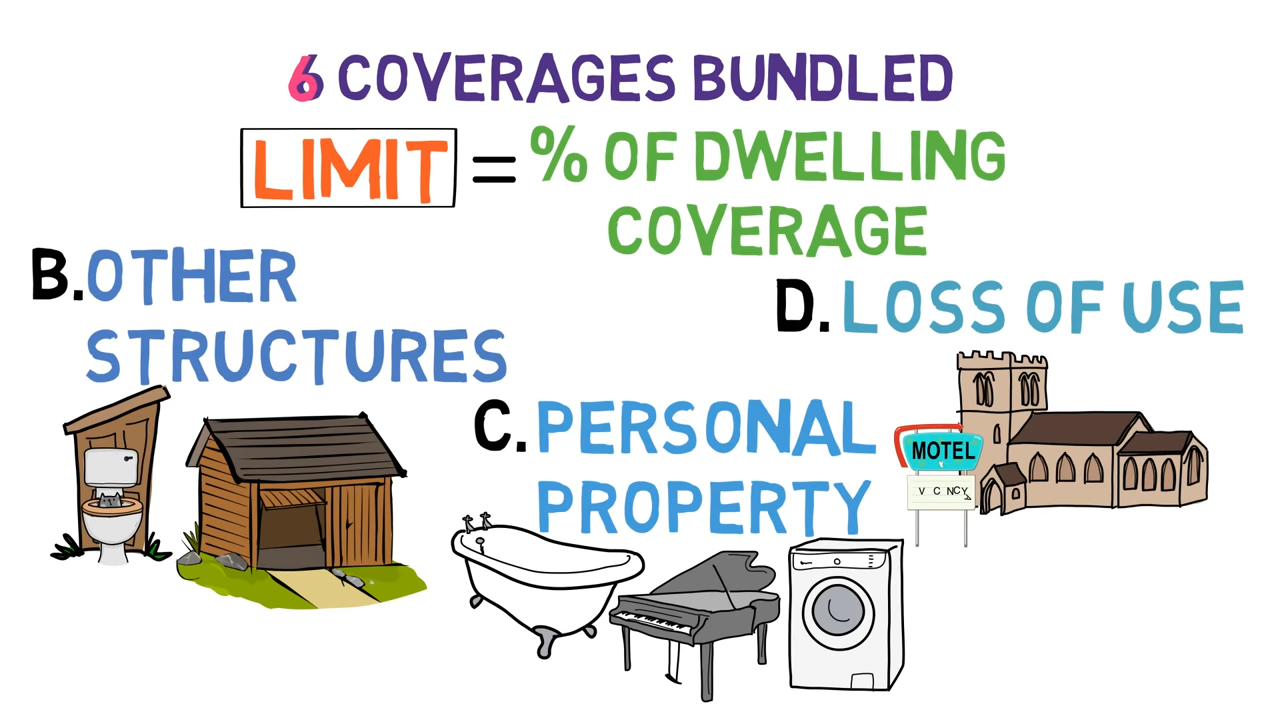 6 COVERAGES BUNDLED
LIMIT = % OF DWELLING
COVERAGE
B. OTHER
STRUCTURES
C. PERSONAL
PROPERTY
D. LOSS OF USE
MOTEL
V C NCY